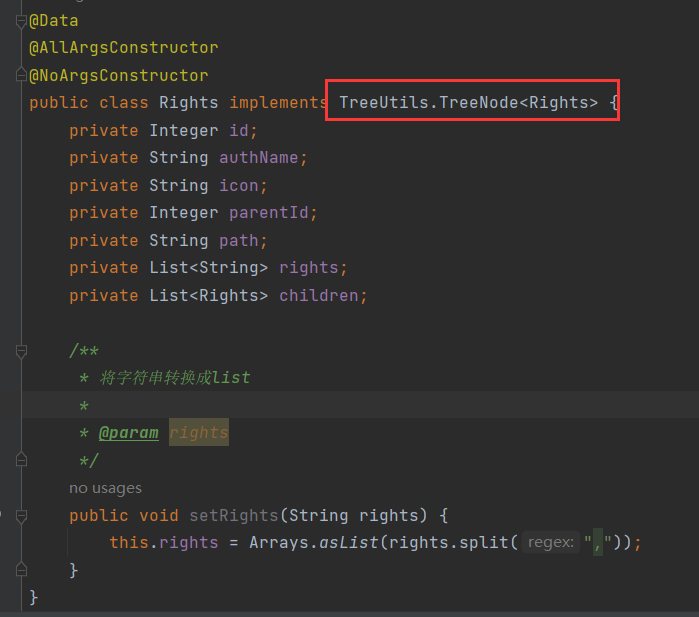 @Data
@AllArgsConstructor
@NoArgsConstructor
public class Rights implements TreeUtils.TreeNode<Rights> {
private Integer id;
private String authName;
private String icon;
private Integer parentId;
private String path;
private List<String> rights;
private List<Rights> children;
/**
* 将字符串转换成list
*
* @param rights
*/
no usages
public void setRights(String rights) {
this.rights = Arrays.asList(rights.split( regex: ","));
}
}